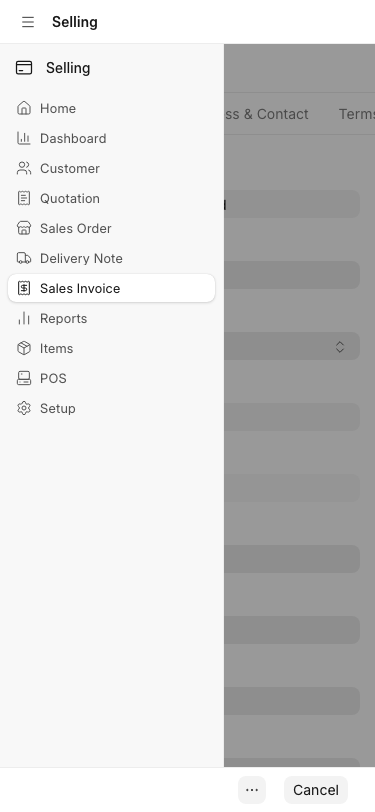 Selling
Selling
Home
Dashboard
ss & Contact
Terms
Customer
Quotation
Sales Order
Delivery Note
Sales Invoice
Reports
Items
POS
Setup
Cancel